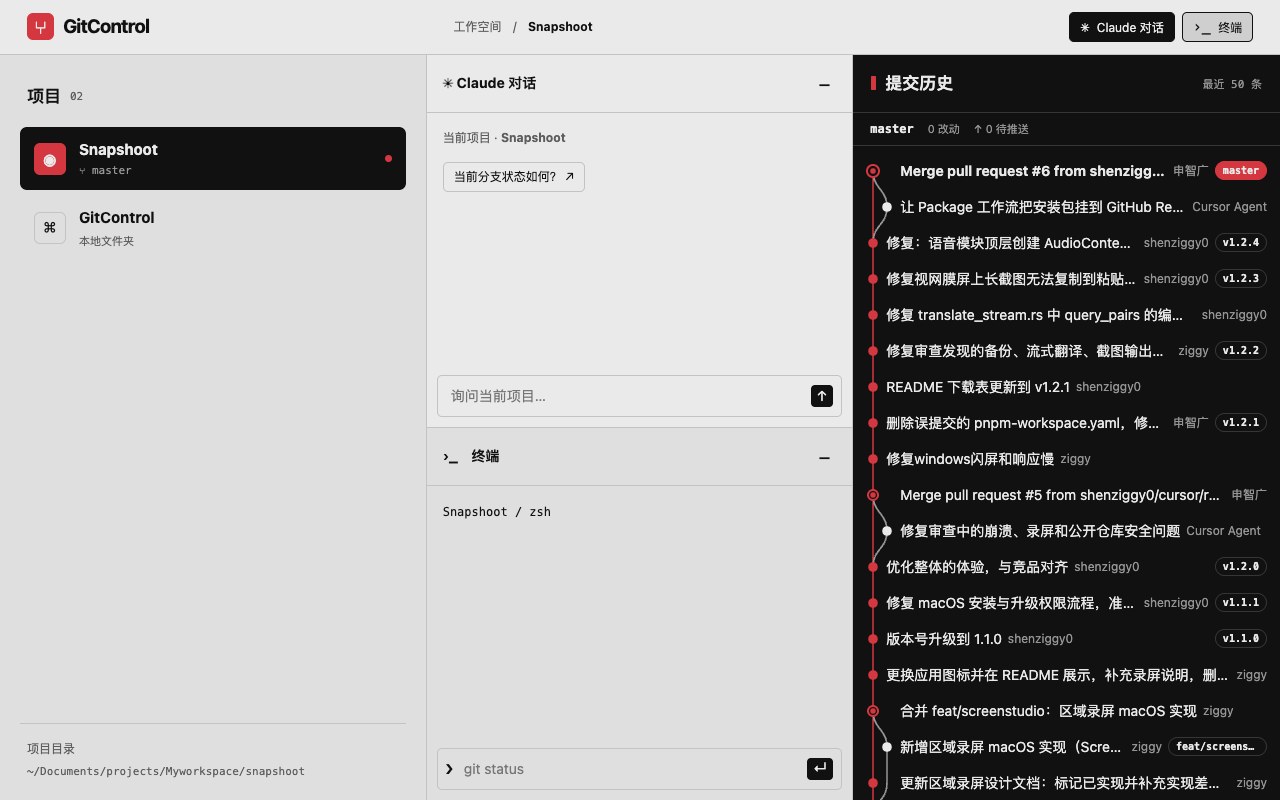 GitControl
工作空间 / Snapshoot
Claude 对话
>_ 终端
项目 02
Snapshoot
master
GitControl
本地文件夹
项目目录
~/Documents/projects/Myworkspace/snapshoot
Claude 对话
当前项目 · Snapshoot
当前分支状态如何? ↗
询问当前项目...
>_ 终端
Snapshoot / zsh
› git status
提交历史 最近 50 条
master 0 改动 ↑ 0 待推送
Merge pull request #6 from shenzigg... 申智广 master
让 Package 工作流把安装包挂到 GitHub Re... Cursor Agent
修复：语音模块顶层创建 AudioConte... shenziggy0 v1.2.4
修复视网膜屏上长截图无法复制到粘贴... shenziggy0 v1.2.3
修复 translate_stream.rs 中 query_pairs 的编... shenziggy0
修复审查发现的备份、流式翻译、截图输出... ziggy v1.2.2
README 下载表更新到 v1.2.1 shenziggy0
删除误提交的 pnpm-workspace.yaml，修... 申智广 v1.2.1
修复windows闪屏和响应慢 ziggy
Merge pull request #5 from shenziggy0/cursor/r... 申智广
修复审查中的崩溃、录屏和公开仓库安全问题 Cursor Agent
优化整体的体验，与竞品对齐 shenziggy0 v1.2.0
修复 macOS 安装与升级权限流程，准... shenziggy0 v1.1.1
版本号升级到 1.1.0 shenziggy0 v1.1.0
更换应用图标并在 README 展示，补充录屏说明，删... ziggy
合并 feat/screenstudio：区域录屏 macOS 实现 ziggy
新增区域录屏 macOS 实现（Scre... ziggy feat/screens...
更新区域录屏设计文档：标记已实现并补充实现差... ziggy